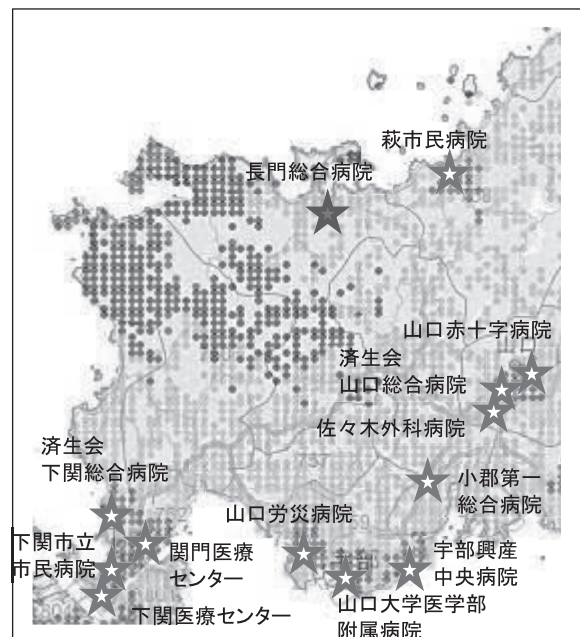 萩市民病院
長門総合病院
山口赤十字病院
済生会
山口総合病院
佐々木外科病院
済生会
下関総合病院
小郡第一
総合病院
山口労災病院
下関市立
市民病院
関門医療
センター
宇部興産
中央病院
下関医療センター
山口大学医学部
附属病院